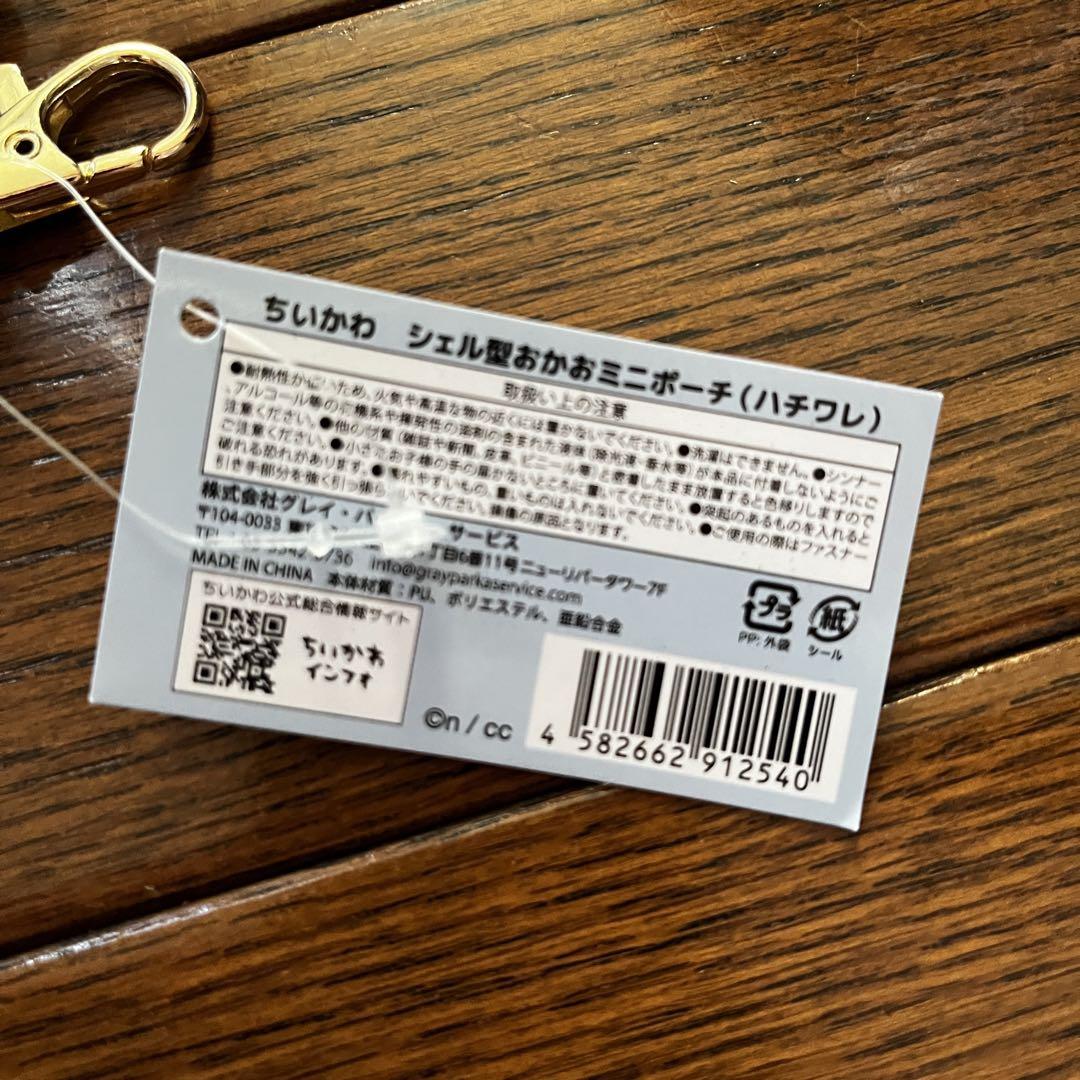 ちいかわ シェル型おかおミニポーチ(ハチワレ)
取扱い上の注意
●耐熱性がないため、火気や高温な物の近くには置かないでください。●洗濯はできません。●シンナー
、アルコール等の有機系や揮発性の溶剤の含まれた液体(除光液・香水等)が本品に付着しないようにご
注意ください。●他の付質(雑誌や新聞、皮革、ビニール等)と密着したまま放置すると色移りしますので
ご注意ください。●小さなお子様の手の届かないところに置いてください。●突起のあるものを入れると
破れる恐れがあります。●濡れやすいもの、重いものは入れないでください。●ご使用の際はファスナー
引き手部分を強く引っ張らないでください。破損の原因となります。
株式会社グレイ・パ サービス
〒104-0033 丁目6番11号ニューリバータワー7F
TEL 36 info@grayparkaservice.com
MADE IN CHINA 本体材質:PU、ポリエステル、亜鉛合金
ちいかわ公式総合情報サイト
ちいかわ
インフォ
©n / cc
プラ
PP:外袋
紙
シール
4 582662 912540